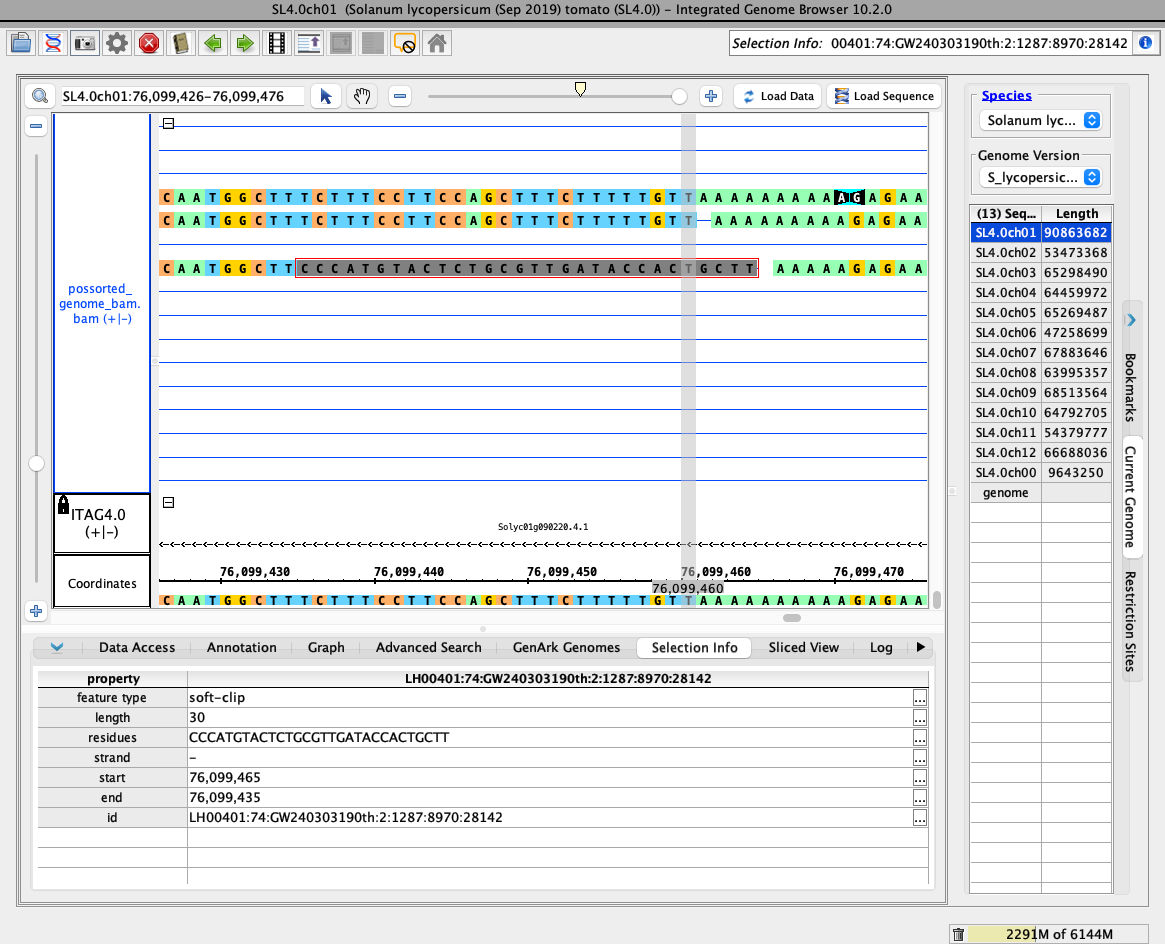 SL4.0ch01 (Solanum lycopersicum (Sep 2019) tomato (SL4.0)) – Integrated Genome Browser 10.2.0
Selection Info: 00401:74:GW240303190th:2:1287:8970:28142
SL4.0ch01:76,099,426–76,099,476
Load Data
Load Sequence
possorted_
genome_bam.
bam (+|–)
C A A T G G C T T T C T T T C C T T C C A G C T T T C T T T T T G T T A A A A A A A A A A G A G A A
C A A T G G C T T T C T T T C C T T C C A G C T T T C T T T T T G T T A A A A A A A A A G A G A A
C A A T G G C T T C C C A T G T A C T C T G C G T T G A T A C C A C T G C T T A A A A A G A G A A
ITAG4.0
(+|–)
Solyc01g090220.4.1
Coordinates
76,099,430 76,099,440 76,099,450 76,099,460 76,099,470
76,099,460
C A A T G G C T T T C T T T C C T T C C A G C T T T C T T T T T G T T A A A A A A A A A A G A G A A
Data Access
Annotation
Graph
Advanced Search
GenArk Genomes
Selection Info
Sliced View
Log
property LH00401:74:GW240303190th:2:1287:8970:28142
feature type soft-clip
length 30
residues CCCATGTACTCTGCGTTGATACCACTGCTT
strand –
start 76,099,465
end 76,099,435
id LH00401:74:GW240303190th:2:1287:8970:28142
Species
Solanum lyc...
Genome Version
S_lycopersic...
(13) Seq... Length
SL4.0ch01 90863682
SL4.0ch02 53473368
SL4.0ch03 65298490
SL4.0ch04 64459972
SL4.0ch05 65269487
SL4.0ch06 47258699
SL4.0ch07 67883646
SL4.0ch08 63995357
SL4.0ch09 68513564
SL4.0ch10 64792705
SL4.0ch11 54379777
SL4.0ch12 66688036
SL4.0ch00 9643250
genome
Bookmarks
Current Genome
Restriction Sites
2291M of 6144M